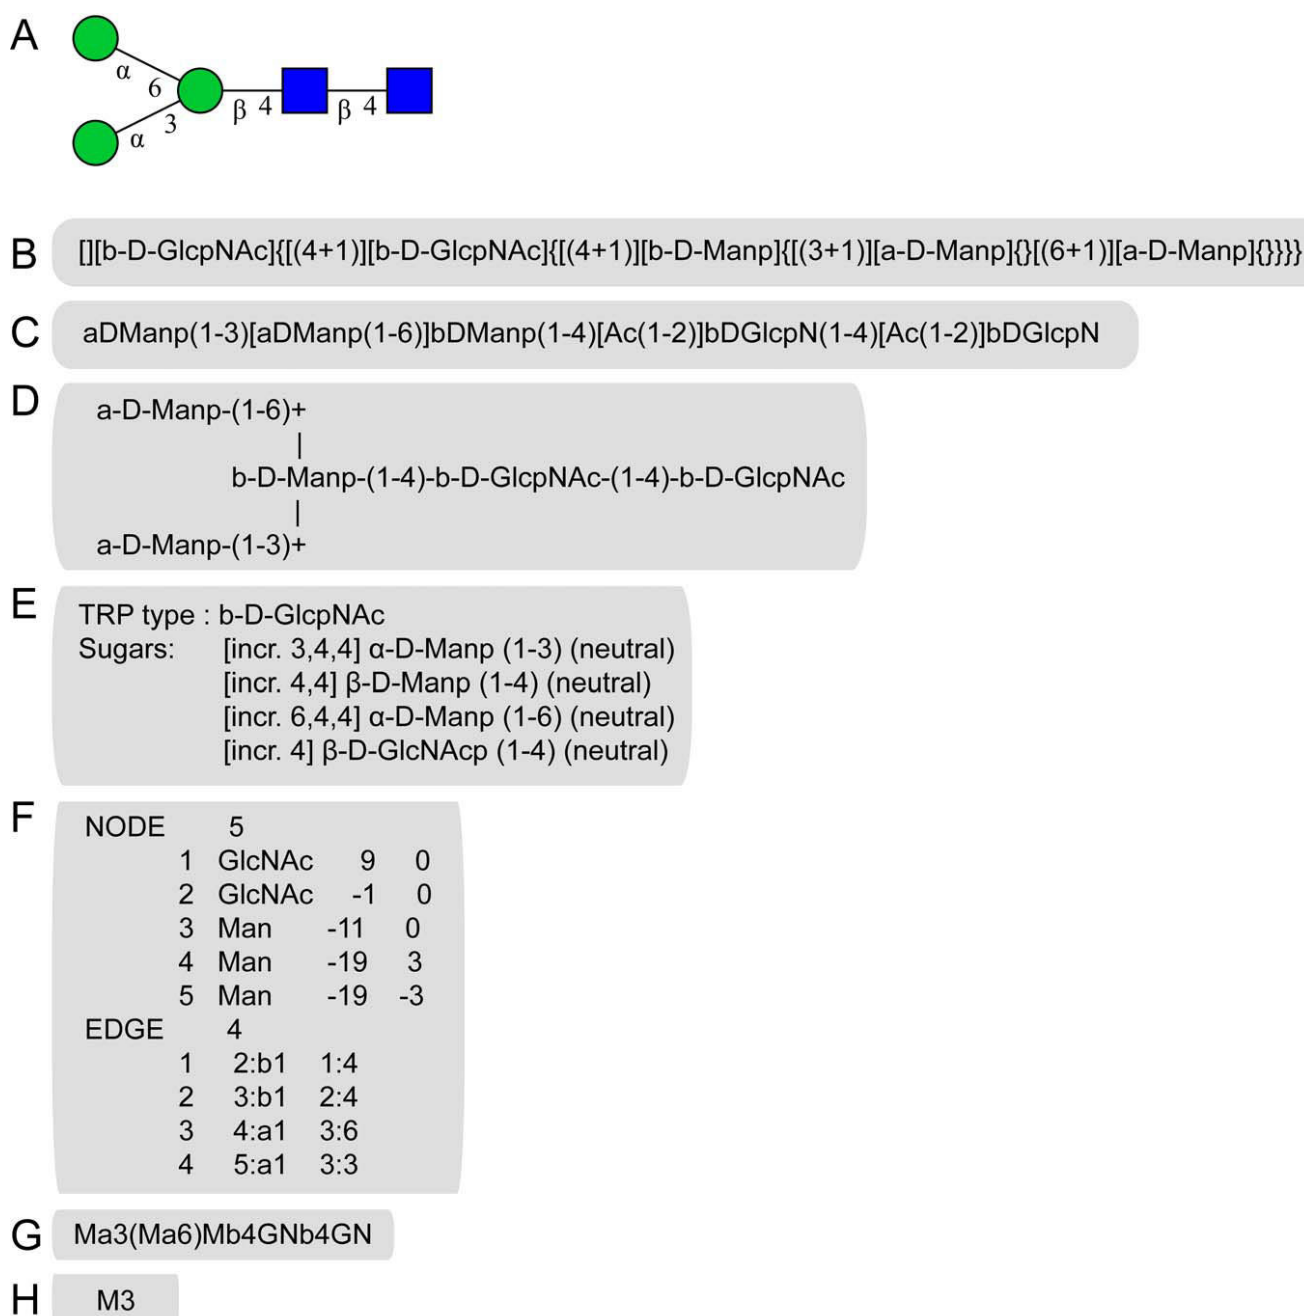 A
α 6
α 3
β 4 β 4
B [][b-D-GlcpNAc]{[(4+1)][b-D-GlcpNAc]{[(4+1)][b-D-Manp]{[(3+1)][a-D-Manp]{}[(6+1)][a-D-Manp]{}}}}
C aDManp(1-3)[aDManp(1-6)]bDManp(1-4)[Ac(1-2)]bDGlcpN(1-4)[Ac(1-2)]bDGlcpN
D a-D-Manp-(1-6)+
|
b-D-Manp-(1-4)-b-D-GlcpNAc-(1-4)-b-D-GlcpNAc
|
a-D-Manp-(1-3)+
E TRP type : b-D-GlcpNAc
Sugars: [incr. 3,4,4] α-D-Manp (1-3) (neutral)
[incr. 4,4] β-D-Manp (1-4) (neutral)
[incr. 6,4,4] α-D-Manp (1-6) (neutral)
[incr. 4] β-D-GlcNAcp (1-4) (neutral)
F NODE 5
1 GlcNAc 9 0
2 GlcNAc -1 0
3 Man -11 0
4 Man -19 3
5 Man -19 -3
EDGE 4
1 2:b1 1:4
2 3:b1 2:4
3 4:a1 3:6
4 5:a1 3:3
G Ma3(Ma6)Mb4GNb4GN
H M3